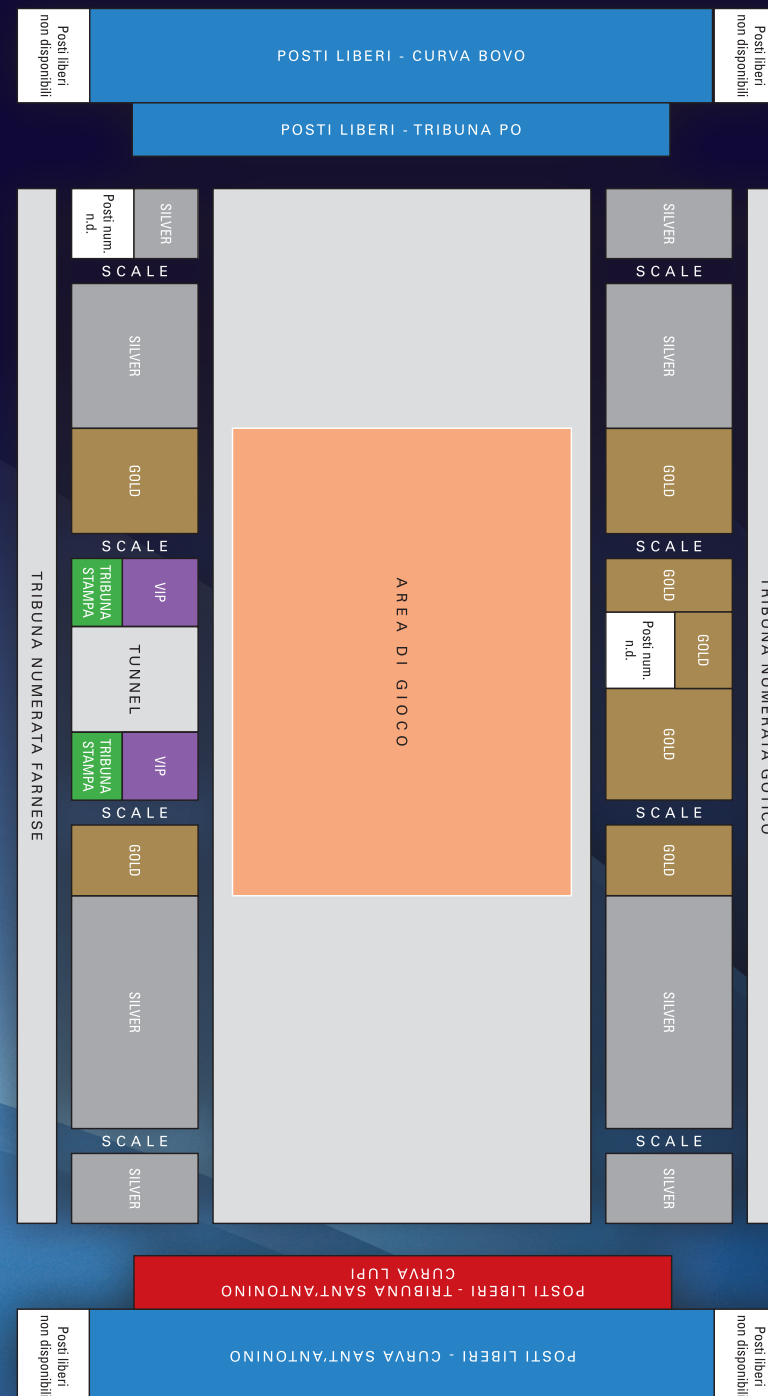 Posti liberi
non disponibili
POSTI LIBERI - CURVA BOVO
Posti liberi
non disponibili
POSTI LIBERI - TRIBUNA PO
TRIBUNA NUMERATA FARNESE
Posti num.
n.d.
SILVER
SCALE
SILVER
GOLD
SCALE
TRIBUNA
STAMPA
VIP
TUNNEL
TRIBUNA
STAMPA
VIP
SCALE
GOLD
SILVER
SCALE
SILVER
AREA DI GIOCO
SILVER
SCALE
SILVER
GOLD
SCALE
GOLD
Posti num.
n.d.
GOLD
GOLD
SCALE
GOLD
SILVER
SCALE
SILVER
TRIBUNA NUMERATA GOTICO
POSTI LIBERI - TRIBUNA SANT'ANTONINO
CURVA LUPI
Posti liberi
non disponibili
POSTI LIBERI - CURVA SANT'ANTONINO
Posti liberi
non disponibili